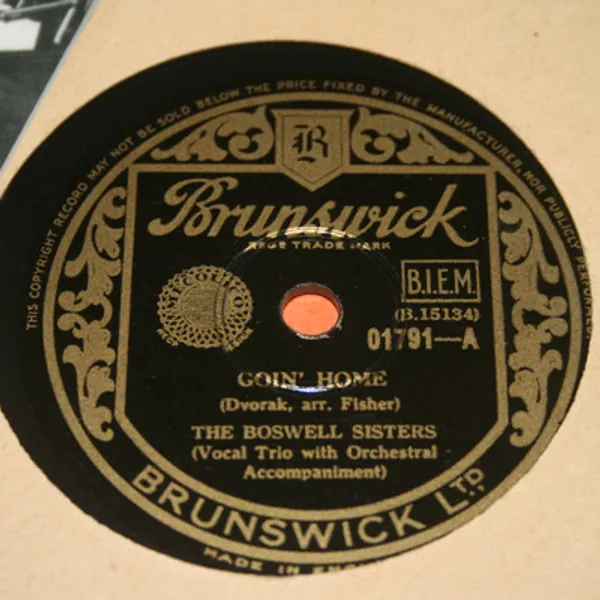 THIS COPYRIGHT RECORD MAY NOT BE SOLD BELOW THE PRICE FIXED BY THE MANUFACTURER, NOR PUBLICLY PERFORMED
B
Brunswick
REGD TRADE MARK
B.I.E.M.
(B.15134)
01791—A
GOIN' HOME
(Dvorak, arr. Fisher)
THE BOSWELL SISTERS
(Vocal Trio with Orchestral
Accompaniment)
BRUNSWICK LTD.,
MADE IN